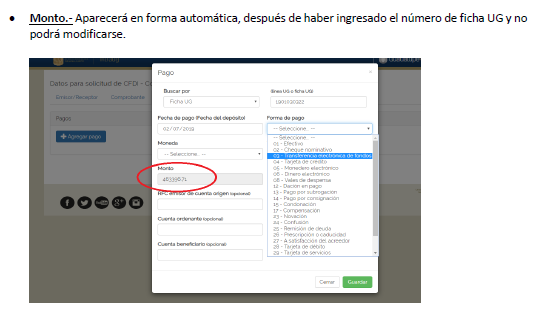 • Monto.- Aparecerá en forma automática, después de haber ingresado el número de ficha UG y no
podrá modificarse.
Pago
×
Datos para solicitud de CFDI - C
Buscar por
(línea UG o ficha UG)
Emisor/Receptor
Comprobante
Ficha UG
Fecha de pago (Fecha del depósito)
Forma de pago
Pagos
02/07/2019
-- Seleccione... --
+ Agregar pago
Moneda
-- Seleccione... --
-- Seleccione... --
01 - Efectivo
02 - Cheque nominativo
03 - Transferencia electrónica de fondos
04 - Tarjeta de crédito
05 - Monedero electrónico
06 - Dinero electrónico
08 - Vales de despensa
12 - Dación en pago
13 - Pago por subrogación
14 - Pago por consignación
15 - Condonación
17 - Compensación
23 - Novación
24 - Confusión
25 - Remisión de deuda
26 - Prescripción o caducidad
27 - A satisfacción del acreedor
28 - Tarjeta de débito
29 - Tarjeta de servicios
Monto
RFC emisor de cuenta origen (opcional)
Cuenta ordenante (opcional)
Cuenta beneficiario (opcional)
Cerrar
Guardar